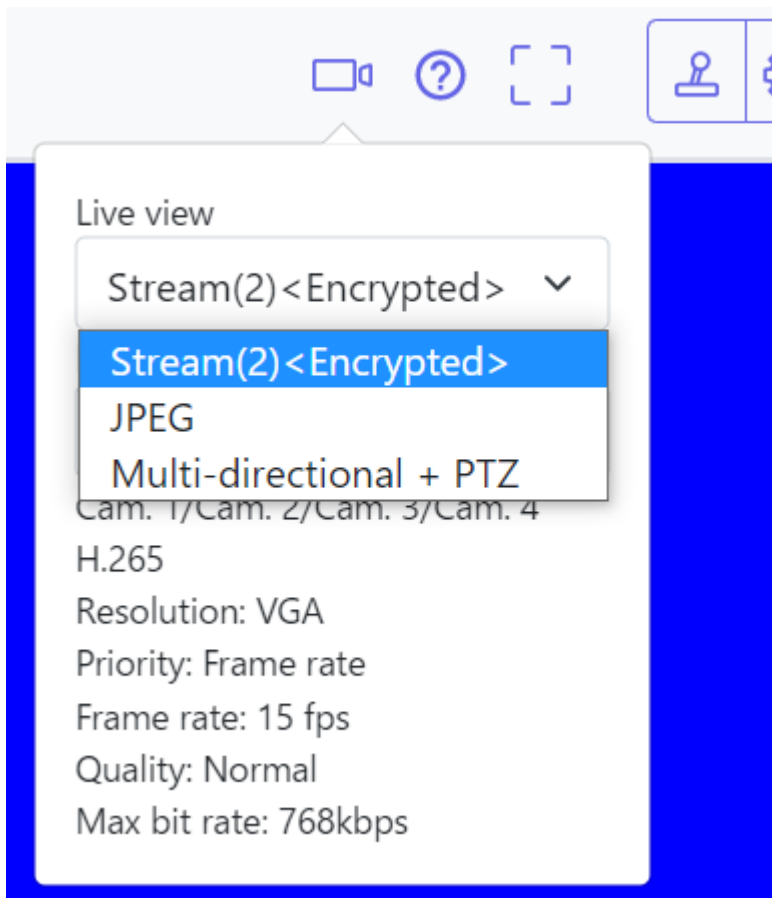 Live view
Stream(2)<Encrypted>
Stream(2)<Encrypted>
JPEG
Multi-directional + PTZ
Cam. 1/Cam. 2/Cam. 3/Cam. 4
H.265
Resolution: VGA
Priority: Frame rate
Frame rate: 15 fps
Quality: Normal
Max bit rate: 768kbps